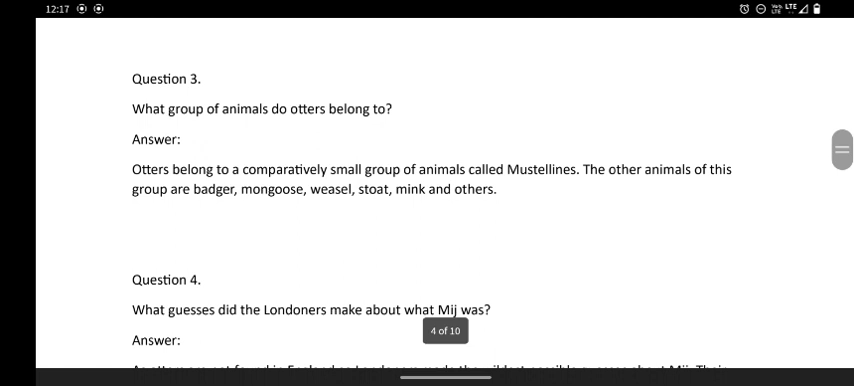 12:17
LTE
Question 3.
What group of animals do otters belong to?
Answer:
Otters belong to a comparatively small group of animals called Mustellines. The other animals of this
group are badger, mongoose, weasel, stoat, mink and others.
Question 4.
What guesses did the Londoners make about what Mij was?
4 of 10
Answer: